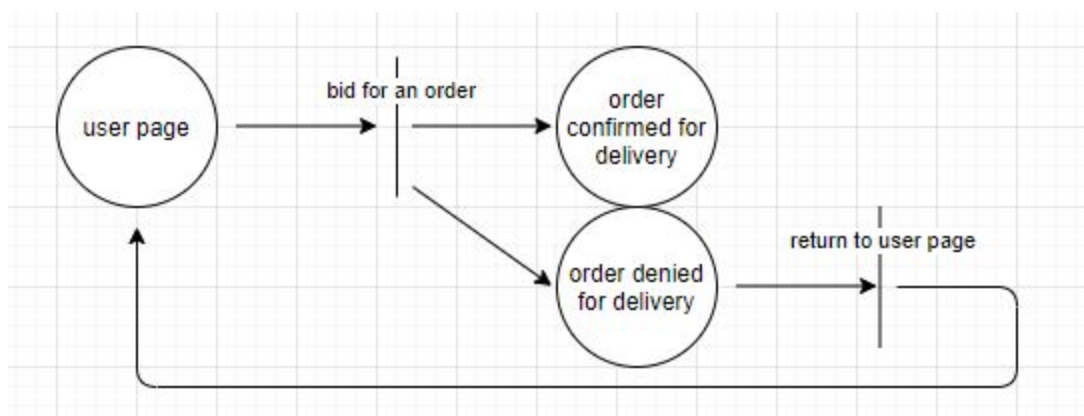 user page
bid for an order
order
confirmed for
delivery
return to user page
order denied
for delivery